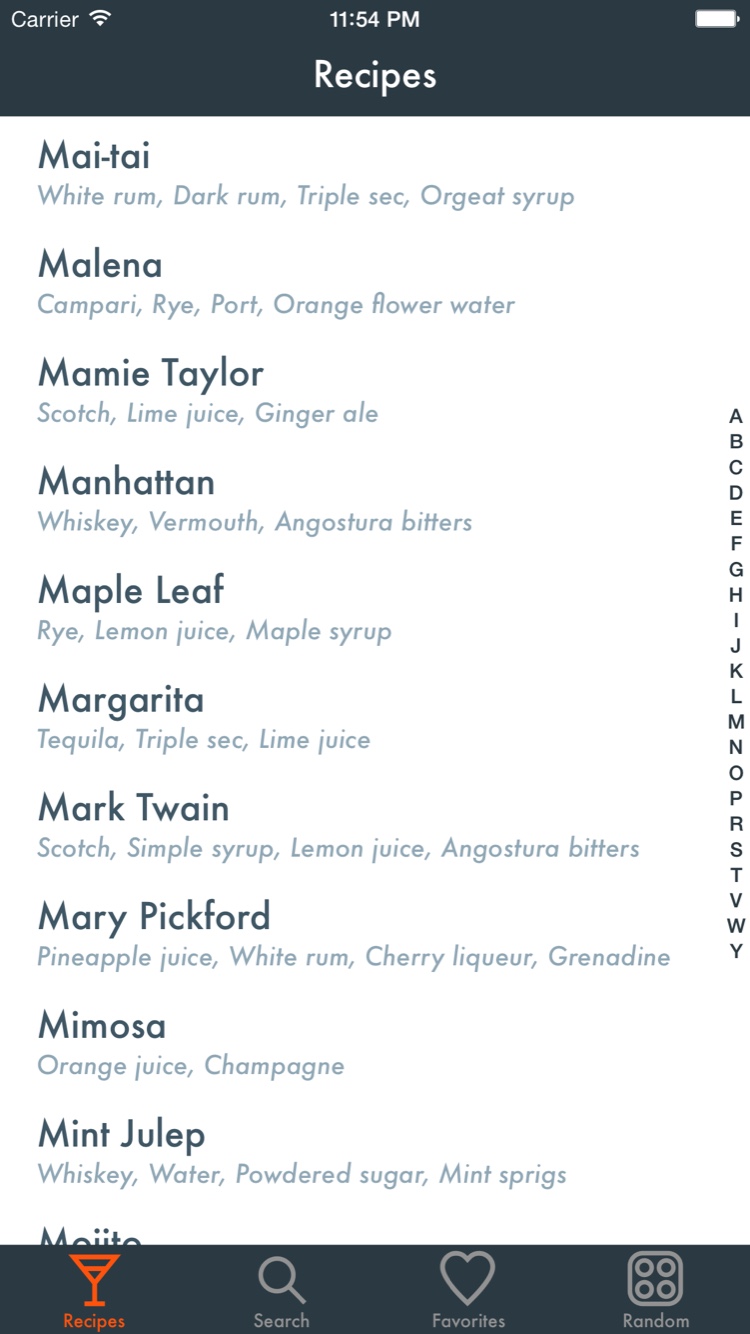 Carrier 11:54 PM
Recipes
Mai-tai
White rum, Dark rum, Triple sec, Orgeat syrup
Malena
Campari, Rye, Port, Orange flower water
Mamie Taylor
Scotch, Lime juice, Ginger ale
Manhattan
Whiskey, Vermouth, Angostura bitters
Maple Leaf
Rye, Lemon juice, Maple syrup
Margarita
Tequila, Triple sec, Lime juice
Mark Twain
Scotch, Simple syrup, Lemon juice, Angostura bitters
Mary Pickford
Pineapple juice, White rum, Cherry liqueur, Grenadine
Mimosa
Orange juice, Champagne
Mint Julep
Whiskey, Water, Powdered sugar, Mint sprigs
Mojito
A
B
C
D
E
F
G
H
I
J
K
L
M
N
O
P
R
S
T
V
W
Y
Recipes Search Favorites Random